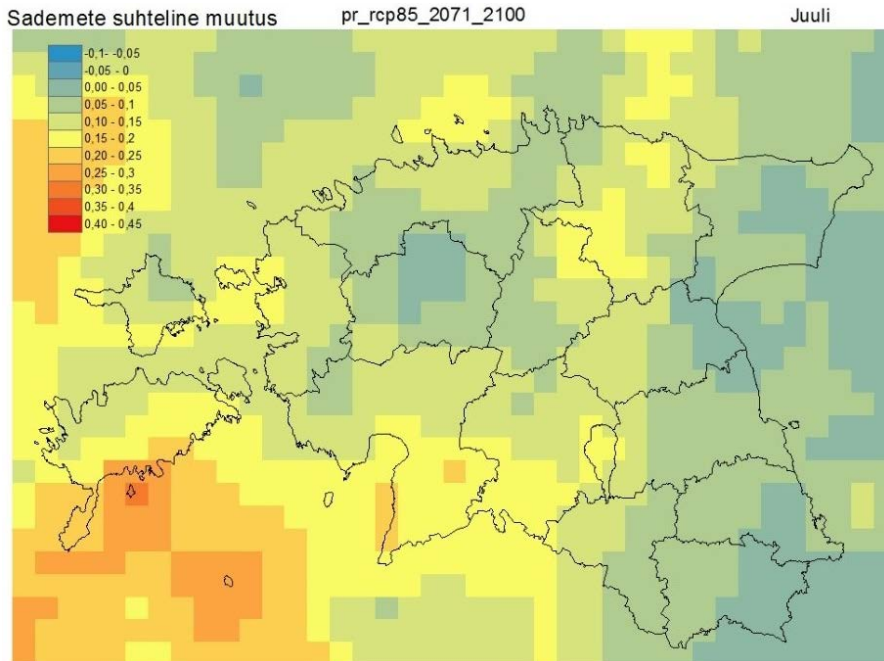 Sademete suhteline muutus pr_rcp85_2071_2100 Juuli
-0,1- -0,05
-0,05 - 0
0,00 - 0,05
0,05 - 0,1
0,10 - 0,15
0,15 - 0,2
0,20 - 0,25
0,25 - 0,3
0,30 - 0,35
0,35 - 0,4
0,40 - 0,45